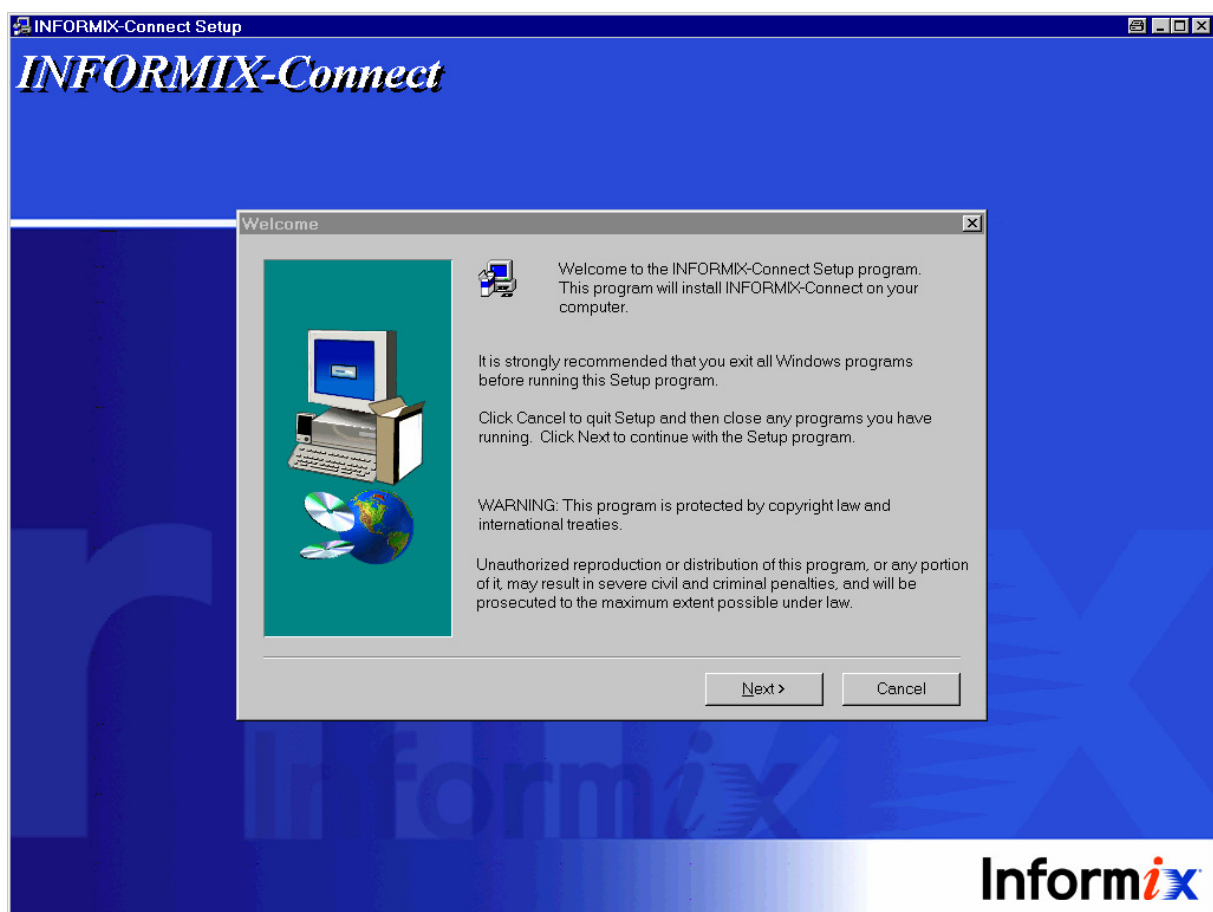 INFORMIX-Connect Setup
INFORMIX-Connect
Welcome
Welcome to the INFORMIX-Connect Setup program.
This program will install INFORMIX-Connect on your
computer.
It is strongly recommended that you exit all Windows programs
before running this Setup program.
Click Cancel to quit Setup and then close any programs you have
running.  Click Next to continue with the Setup program.
WARNING: This program is protected by copyright law and
international treaties.
Unauthorized reproduction or distribution of this program, or any portion
of it, may result in severe civil and criminal penalties, and will be
prosecuted to the maximum extent possible under law.
Next >
Cancel
Informix
Informix